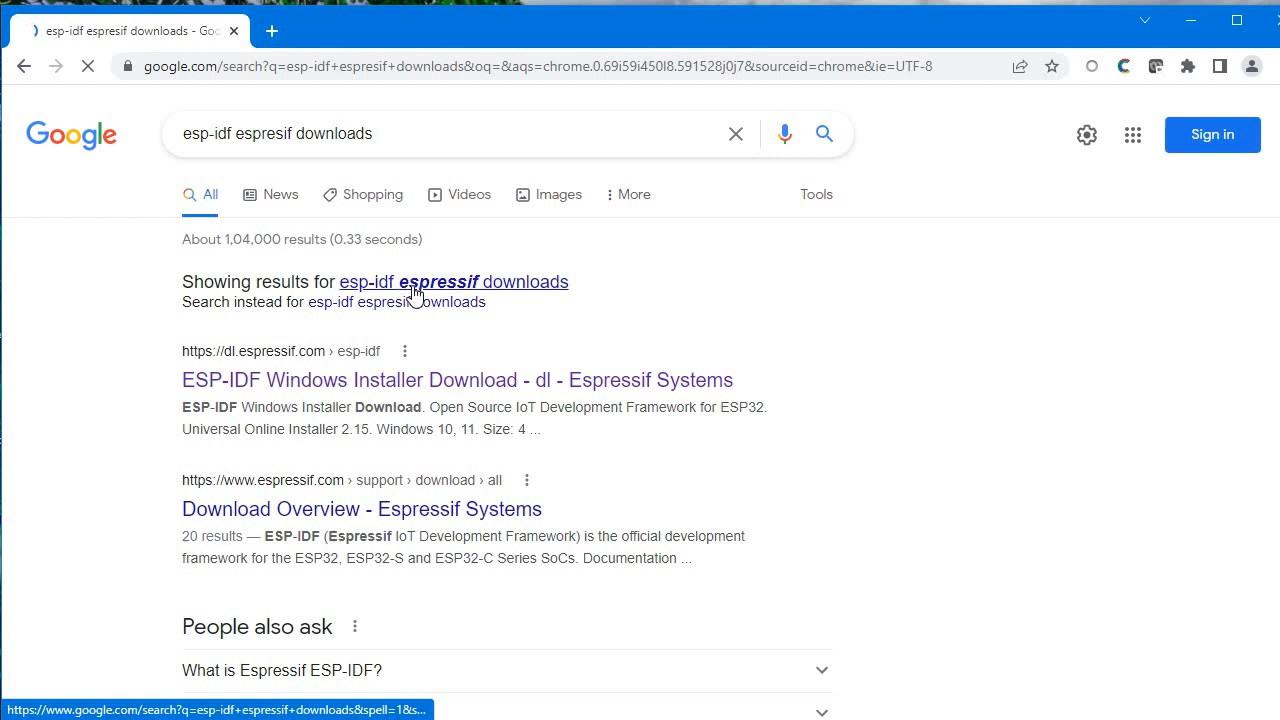 esp-idf espresif downloads - Goo
google.com/search?q=esp-idf+espresif+downloads&oq=&aqs=chrome.0.69i59i450l8.591528j0j7&sourceid=chrome&ie=UTF-8
Google
esp-idf espresif downloads
Sign in
All News Shopping Videos Images More Tools
About 1,04,000 results (0.33 seconds)
Showing results for esp-idf espressif downloads
Search instead for esp-idf espresif downloads
https://dl.espressif.com › esp-idf
ESP-IDF Windows Installer Download - dl - Espressif Systems
ESP-IDF Windows Installer Download. Open Source IoT Development Framework for ESP32.
Universal Online Installer 2.15. Windows 10, 11. Size: 4 ...
https://www.espressif.com › support › download › all
Download Overview - Espressif Systems
20 results — ESP-IDF (Espressif IoT Development Framework) is the official development
framework for the ESP32, ESP32-S and ESP32-C Series SoCs. Documentation ...
People also ask
What is Espressif ESP-IDF?
https://www.google.com/search?q=esp-idf+espressif+downloads&spell=1&s...